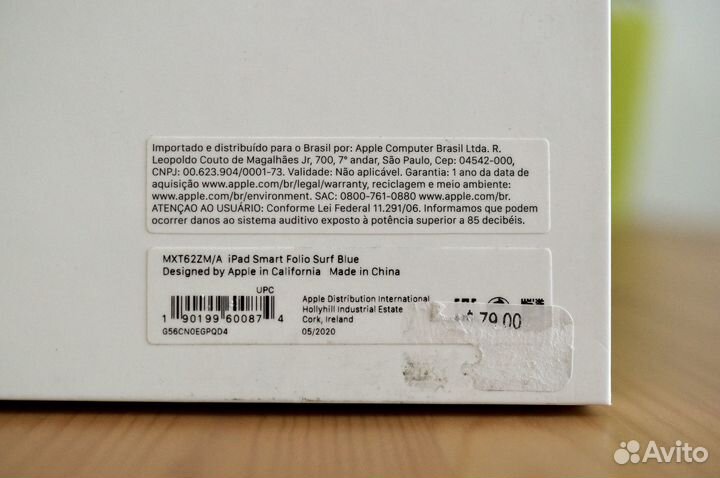 Importado e distribuído para o Brasil por: Apple Computer Brasil Ltda. R.
Leopoldo Couto de Magalhães Jr, 700, 7° andar, São Paulo, Cep: 04542-000,
CNPJ: 00.623.904/0001-73. Validade: Não aplicável. Garantia: 1 ano da data de
aquisição www.apple.com/br/legal/warranty, reciclagem e meio ambiente:
www.apple.com/br/environment. SAC: 0800-761-0880 www.apple.com/br.
ATENÇAO AO USUÁRIO: Conforme Lei Federal 11.291/06. Informamos que podem
ocorrer danos ao sistema auditivo exposto à potência superior a 85 decibéis.
MXT62ZM/A iPad Smart Folio Surf Blue
Designed by Apple in California Made in China
UPC
1 90199 60087 4
G56CN0EGPQD4
Apple Distribution International
Hollyhill Industrial Estate
Cork, Ireland
05/2020
79.00
Avito